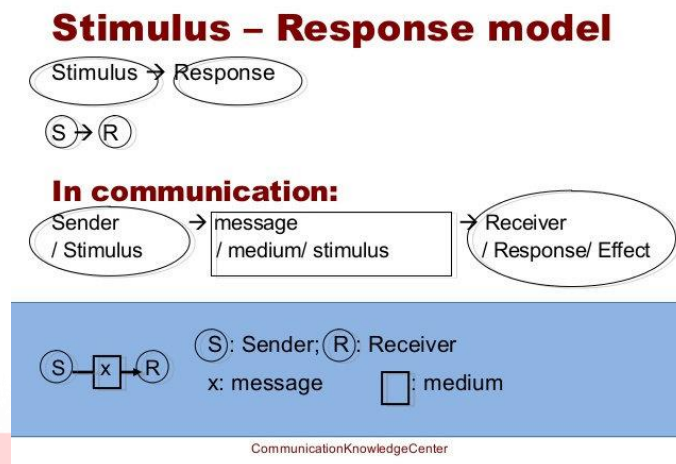 Stimulus – Response model
Stimulus → Response
S → R
In communication:
Sender → message → Receiver
/ Stimulus / medium/ stimulus / Response/ Effect
S x R
S: Sender; R: Receiver
x: message : medium
CommunicationKnowledgeCenter